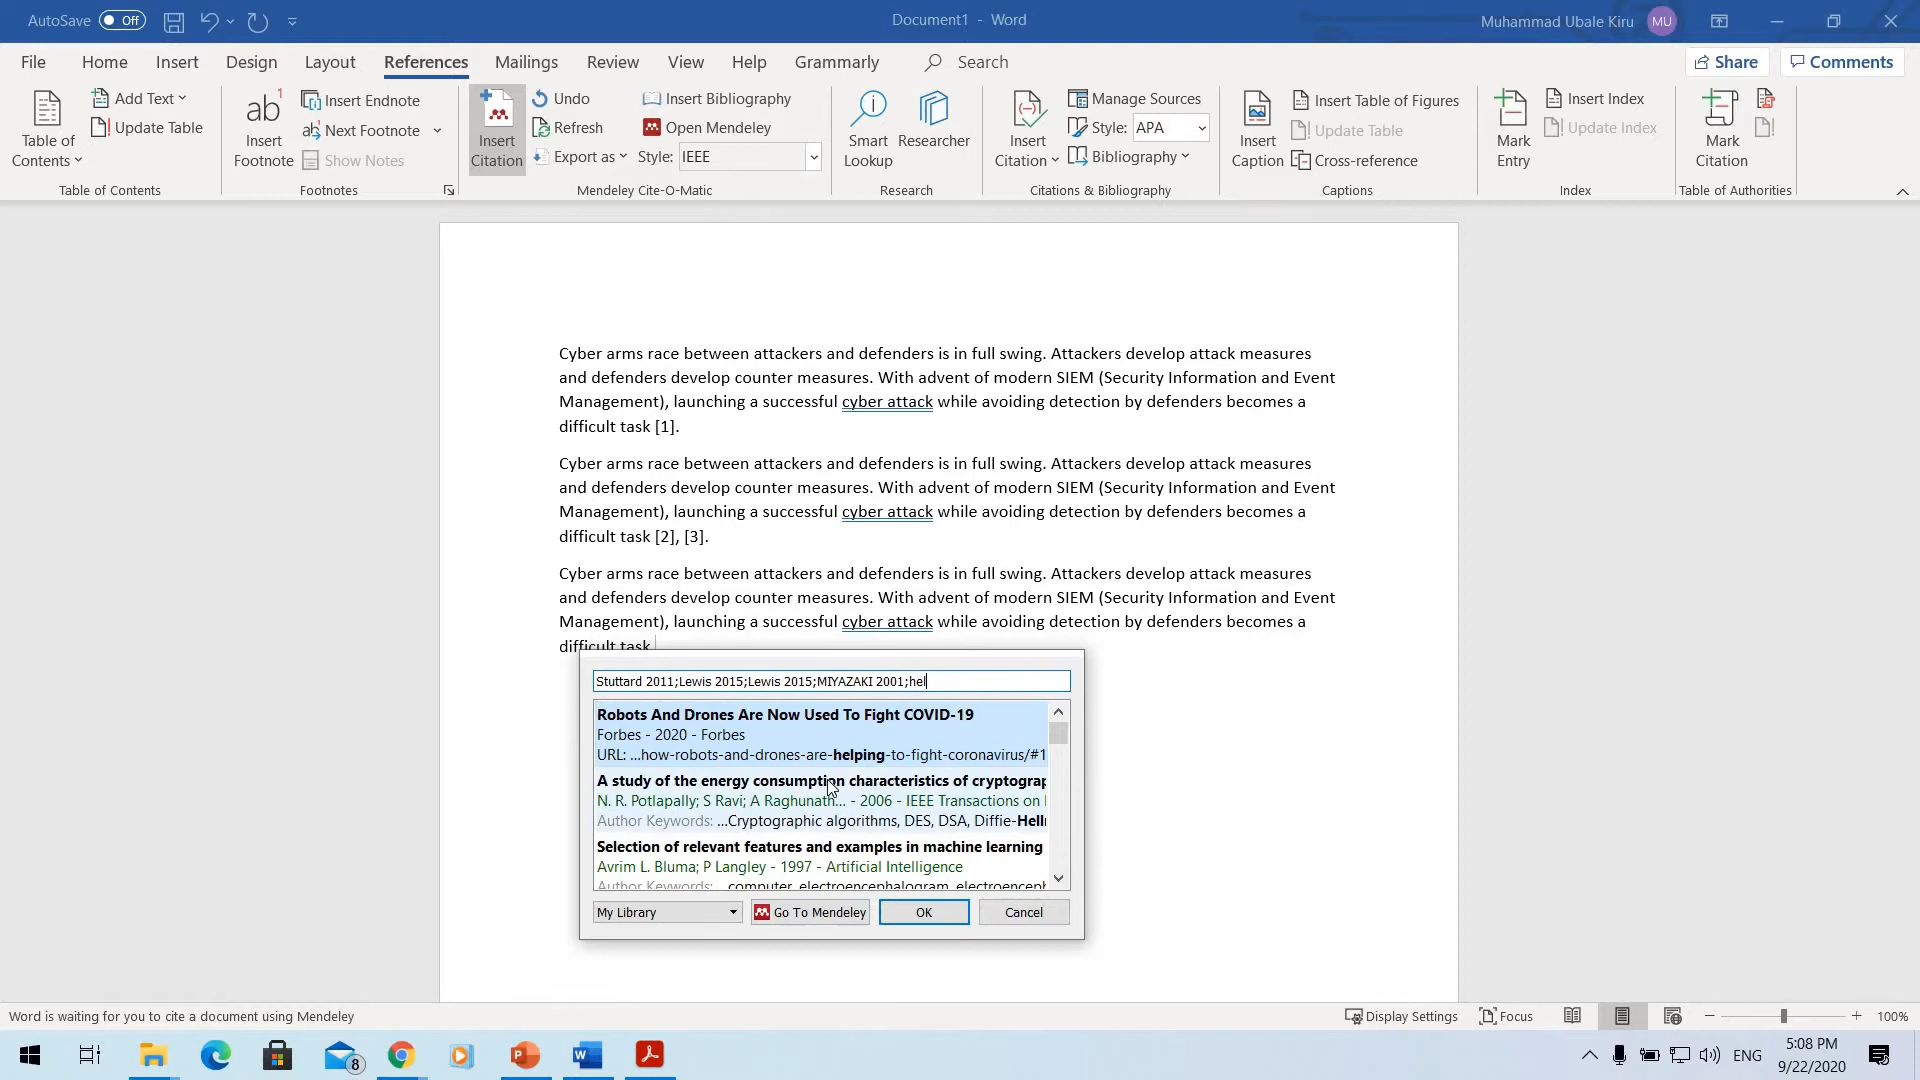 AutoSave Off
Document1 - Word
Muhammad Ubale Kiru MU
File Home Insert Design Layout References Mailings Review View Help Grammarly Search
Share Comments
Table of Contents
Add Text
Update Table
Table of Contents
ab 1
Insert Footnote
Insert Endnote
Next Footnote
Show Notes
Footnotes
Insert Citation
Undo
Refresh
Export as
Insert Bibliography
Open Mendeley
Style: IEEE
Mendeley Cite-O-Matic
Smart Lookup
Researcher
Research
Insert Citation
Manage Sources
Style: APA
Bibliography
Citations & Bibliography
Insert Caption
Insert Table of Figures
Update Table
Cross-reference
Captions
Mark Entry
Insert Index
Update Index
Index
Mark Citation
Table of Authorities
Cyber arms race between attackers and defenders is in full swing. Attackers develop attack measures
and defenders develop counter measures. With advent of modern SIEM (Security Information and Event
Management), launching a successful cyber attack while avoiding detection by defenders becomes a
difficult task [1].
Cyber arms race between attackers and defenders is in full swing. Attackers develop attack measures
and defenders develop counter measures. With advent of modern SIEM (Security Information and Event
Management), launching a successful cyber attack while avoiding detection by defenders becomes a
difficult task [2], [3].
Cyber arms race between attackers and defenders is in full swing. Attackers develop attack measures
and defenders develop counter measures. With advent of modern SIEM (Security Information and Event
Management), launching a successful cyber attack while avoiding detection by defenders becomes a
difficult task
Stuttard 2011;Lewis 2015;Lewis 2015;MIYAZAKI 2001;hel
Robots And Drones Are Now Used To Fight COVID-19
Forbes - 2020 - Forbes
URL: ...how-robots-and-drones-are-helping-to-fight-coronavirus/#1
A study of the energy consumption characteristics of cryptograp
N. R. Potlapally; S Ravi; A Raghunath... - 2006 - IEEE Transactions on
Author Keywords: ...Cryptographic algorithms, DES, DSA, Diffie-Hell
Selection of relevant features and examples in machine learning
Avrim L. Bluma; P Langley - 1997 - Artificial Intelligence
Author Keywords: ...computer, electroencephalogram, electroenceph
My Library Go To Mendeley OK Cancel
Word is waiting for you to cite a document using Mendeley
Display Settings Focus 100%
8
ENG
5:08 PM
9/22/2020